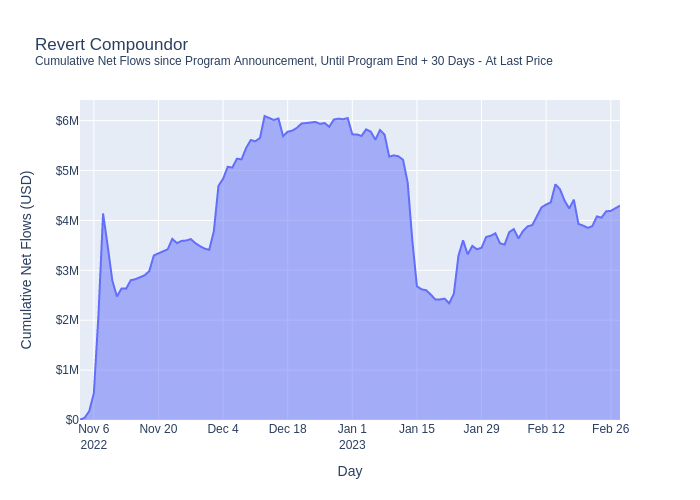 Revert Compoundor
Cumulative Net Flows since Program Announcement, Until Program End + 30 Days - At Last Price
Cumulative Net Flows (USD)
$6M
$5M
$4M
$3M
$2M
$1M
$0
Nov 6 Nov 20 Dec 4 Dec 18 Jan 1 Jan 15 Jan 29 Feb 12 Feb 26
2022 2023
Day